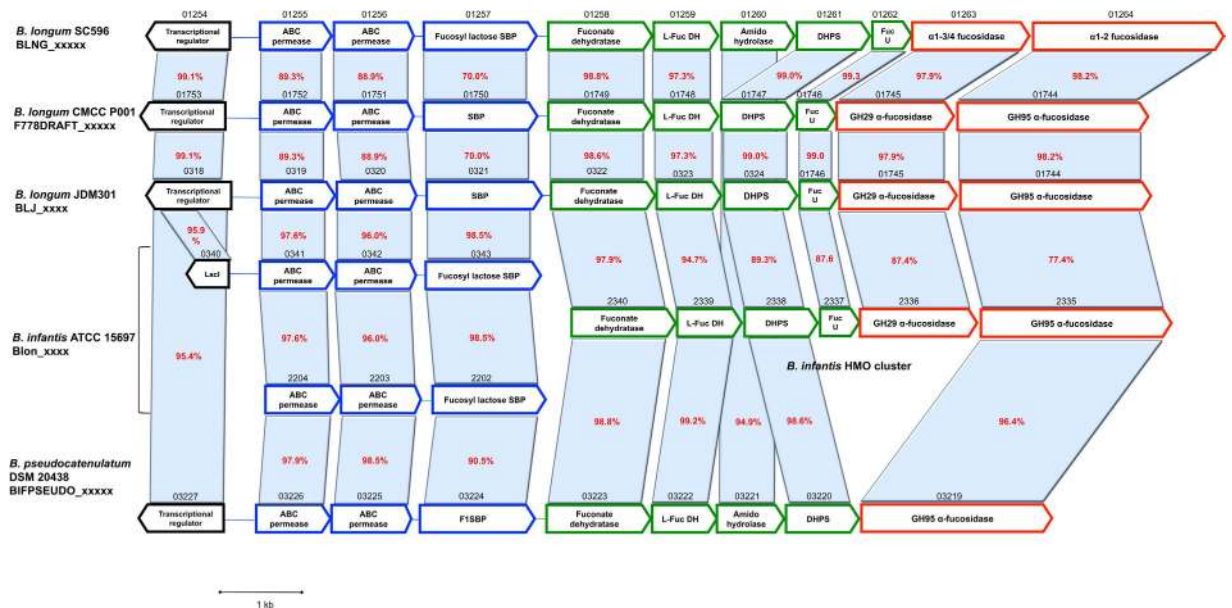 01254 01255 01256 01257 01258 01259 01260 01261 01262 01263 01264
B. longum SC596
BLNG_xxxxx
Transcriptional regulator
ABC permease
ABC permease
Fucosyl lactose SBP
Fuconate dehydratase
L-Fuc DH
Amido hydrolase
DHPS
Fuc U
α1-3/4 fucosidase
α1-2 fucosidase
99.1% 89.3% 88.9% 70.0% 98.8% 97.3% 99.0% 99.3 97.9% 98.2%
01753 01752 01751 01750 01749 01748 01747 01746 01745 01744
B. longum CMCC P001
F778DRAFT_xxxxx
Transcriptional regulator
ABC permease
ABC permease
SBP
Fuconate dehydratase
L-Fuc DH
DHPS
Fuc U
GH29 α-fucosidase
GH95 α-fucosidase
99.1% 89.3% 88.9% 70.0% 98.6% 97.3% 99.0% 99.0 97.9% 98.2%
0318 0319 0320 0321 0322 0323 0324 01746 01745 01744
B. longum JDM301
BLJ_xxxx
Transcriptional regulator
ABC permease
ABC permease
SBP
Fuconate dehydratase
L-Fuc DH
DHPS
Fuc U
GH29 α-fucosidase
GH95 α-fucosidase
95.9 % 97.6% 96.0% 98.5% 97.9% 94.7% 89.3% 87.6 87.4% 77.4%
0340 0341 0342 0343
LacI
ABC permease
ABC permease
Fucosyl lactose SBP
2340 2339 2338 2337 2336 2335
Fuconate dehydratase
L-Fuc DH
DHPS
Fuc U
GH29 α-fucosidase
GH95 α-fucosidase
B. infantis ATCC 15697
Blon_xxxx
95.4% 97.6% 96.0% 98.5%
B. infantis HMO cluster
2204 2203 2202
ABC permease
ABC permease
Fucosyl lactose SBP
98.8% 99.2% 94.9% 98.6% 96.4%
B. pseudocatenulatum
DSM 20438
BIFPSEUDO_xxxxx
97.9% 98.5% 90.5%
03227 03226 03225 03224 03223 03222 03221 03220 03219
Transcriptional regulator
ABC permease
ABC permease
F1SBP
Fuconate dehydratase
L-Fuc DH
Amido hydrolase
DHPS
GH95 α-fucosidase
1 kb